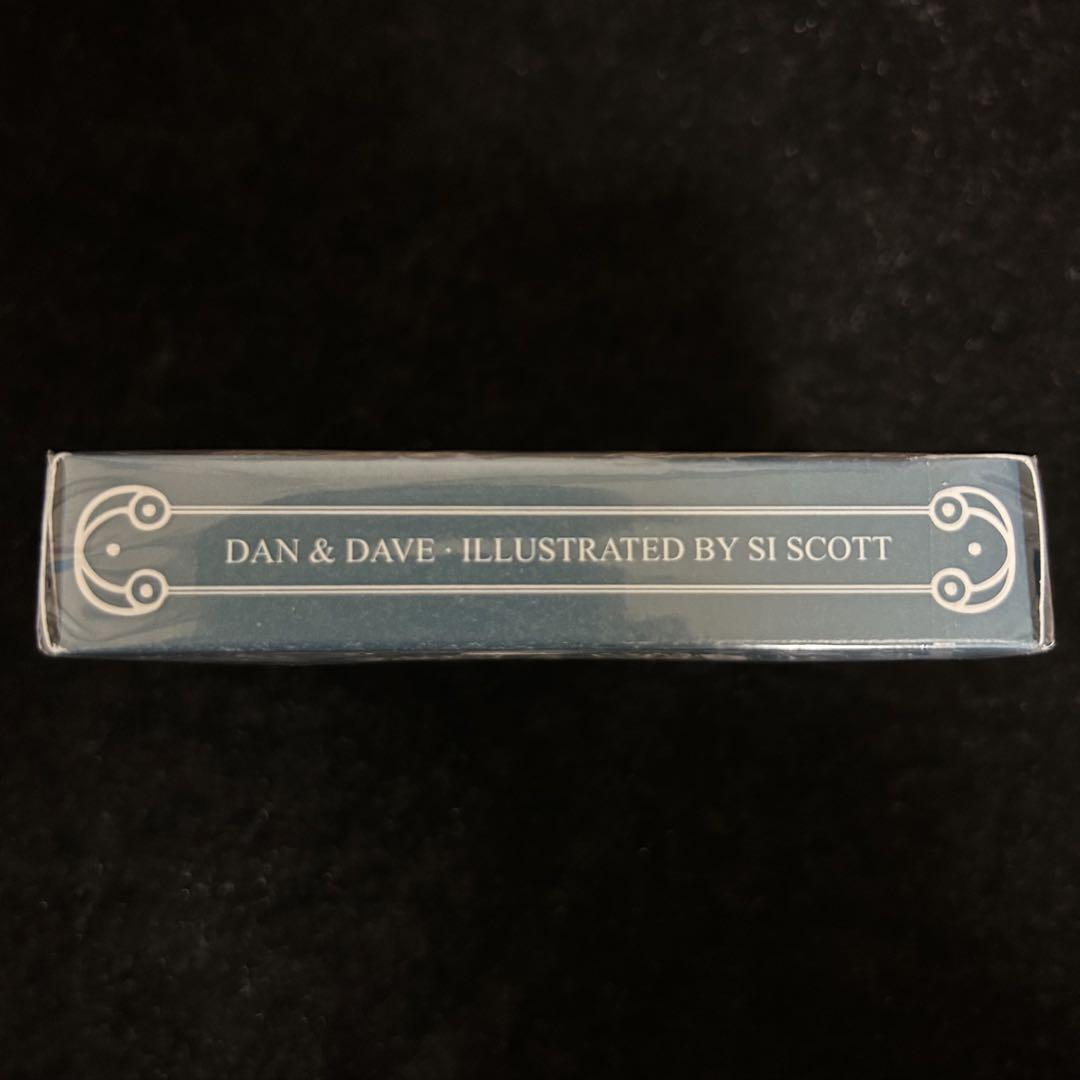 DAN & DAVE · ILLUSTRATED BY SI SCOTT